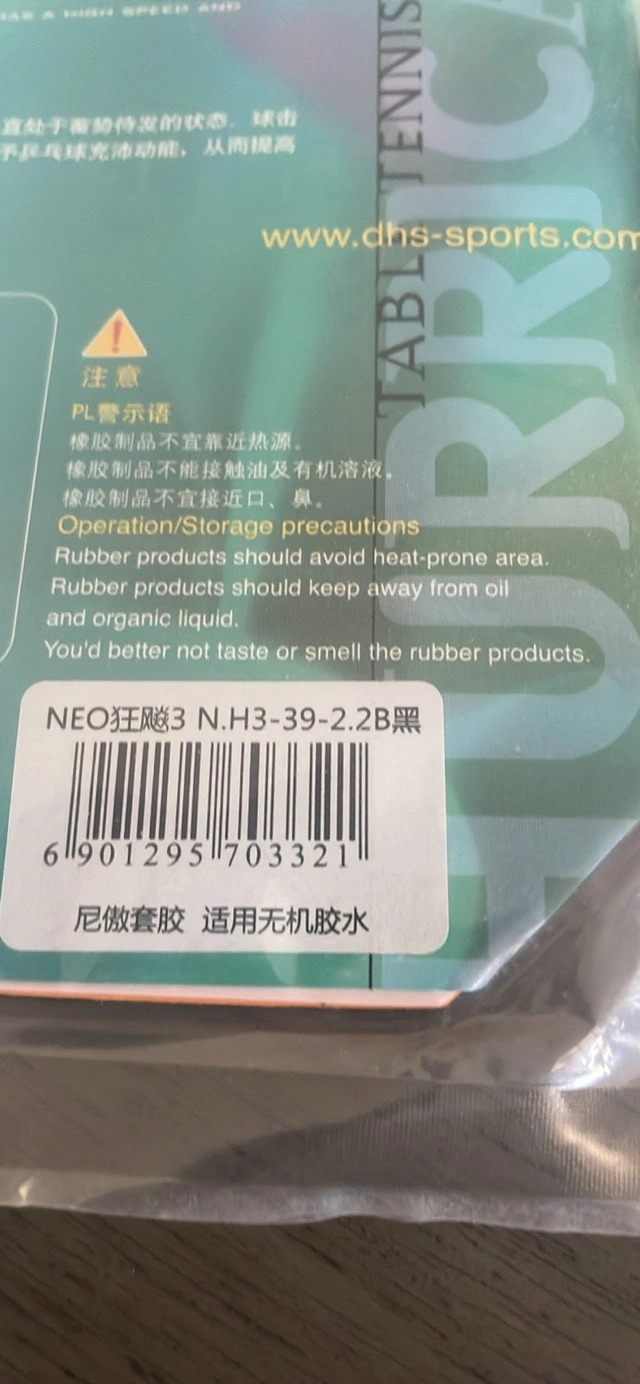 HAS A HIGH SPEED AND
直处于蓄势待发的状态. 球击
予乒乓球充沛动能, 从而提高
www.dhs-sports.com
注意
PL警示语
橡胶制品不宜靠近热源。
橡胶制品不能接触油及有机溶液。
橡胶制品不宜接近口、鼻。
Operation/Storage precautions
Rubber products should avoid heat-prone area.
Rubber products should keep away from oil
and organic liquid.
You'd better not taste or smell the rubber products.
NEO狂飚3 N.H3-39-2.2B黑
6 901295 703321
尼傲套胶 适用无机胶水
TABLE TENNIS
HURRICA